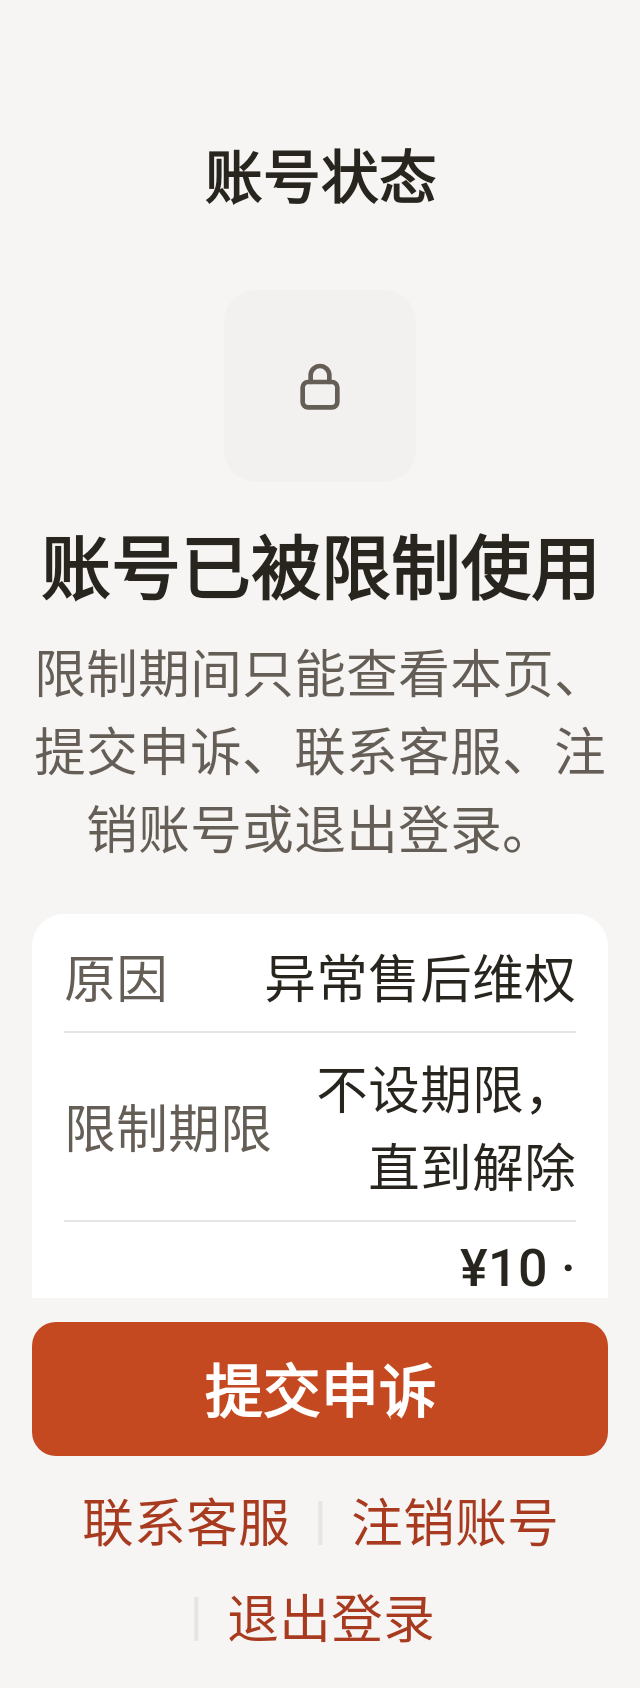 账号状态
账号已被限制使用
限制期间只能查看本页、
提交申诉、联系客服、注
销账号或退出登录。
原因 异常售后维权
限制期限 不设期限，
直到解除
¥10 ·
提交申诉
联系客服 | 注销账号
| 退出登录